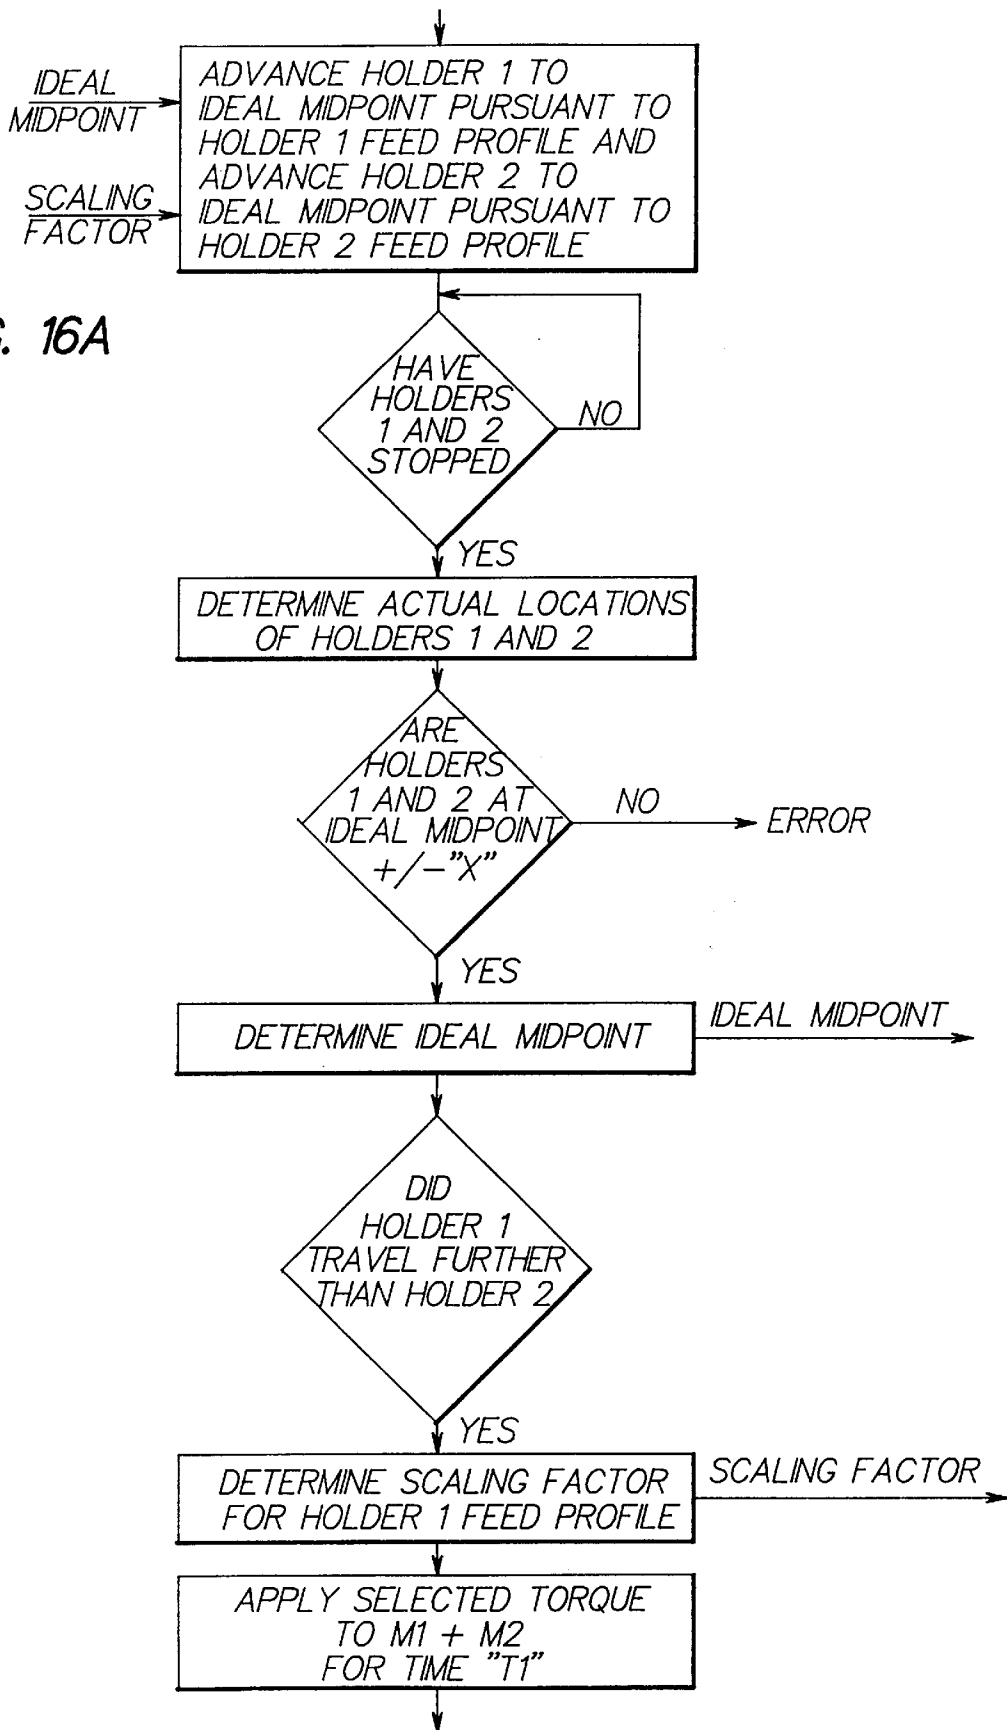 IDEAL
MIDPOINT
ADVANCE HOLDER 1 TO
IDEAL MIDPOINT PURSUANT TO
HOLDER 1 FEED PROFILE AND
ADVANCE HOLDER 2 TO
IDEAL MIDPOINT PURSUANT TO
HOLDER 2 FEED PROFILE
SCALING
FACTOR
G. 16A
HAVE
HOLDERS
1 AND 2
STOPPED
NO
YES
DETERMINE ACTUAL LOCATIONS
OF HOLDERS 1 AND 2
ARE
HOLDERS
1 AND 2 AT
IDEAL MIDPOINT
+/-"X"
NO
ERROR
YES
DETERMINE IDEAL MIDPOINT
IDEAL MIDPOINT
DID
HOLDER 1
TRAVEL FURTHER
THAN HOLDER 2
YES
DETERMINE SCALING FACTOR
FOR HOLDER 1 FEED PROFILE
SCALING FACTOR
APPLY SELECTED TORQUE
TO M1 + M2
FOR TIME "T1"